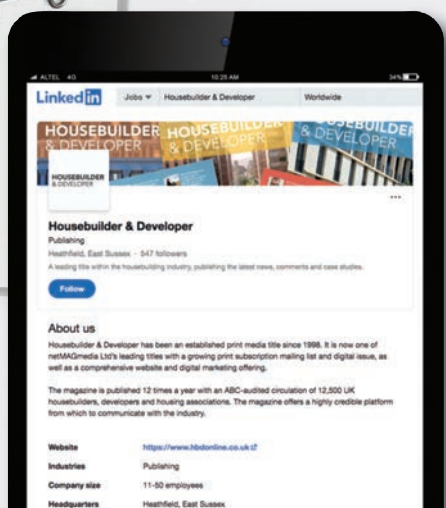 ALTEL 4G 10:25 AM 34%
Linked in Jobs Housebuilder & Developer Worldwide
HOUSEBUILDER
& DEVELOPER
HOUSEBUILDER
& DEVELOPER
HOUSEBUILDER
& DEVELOPER
Housebuilder & Developer
Publishing
Heathfield, East Sussex · 547 followers
A leading title within the housebuilding industry, publishing the latest news, comments and case studies.
Follow
About us
Housebuilder & Developer has been an established print media title since 1998. It is now one of
netMAGmedia Ltd's leading titles with a growing print subscription mailing list and digital issue, as
well as a comprehensive website and digital marketing offering.
The magazine is published 12 times a year with an ABC-audited circulation of 12,500 UK
housebuilders, developers and housing associations. The magazine offers a highly credible platform
from which to communicate with the industry.
Website https://www.hbdonline.co.uk
Industries Publishing
Company size 11-50 employees
Headquarters Heathfield, East Sussex